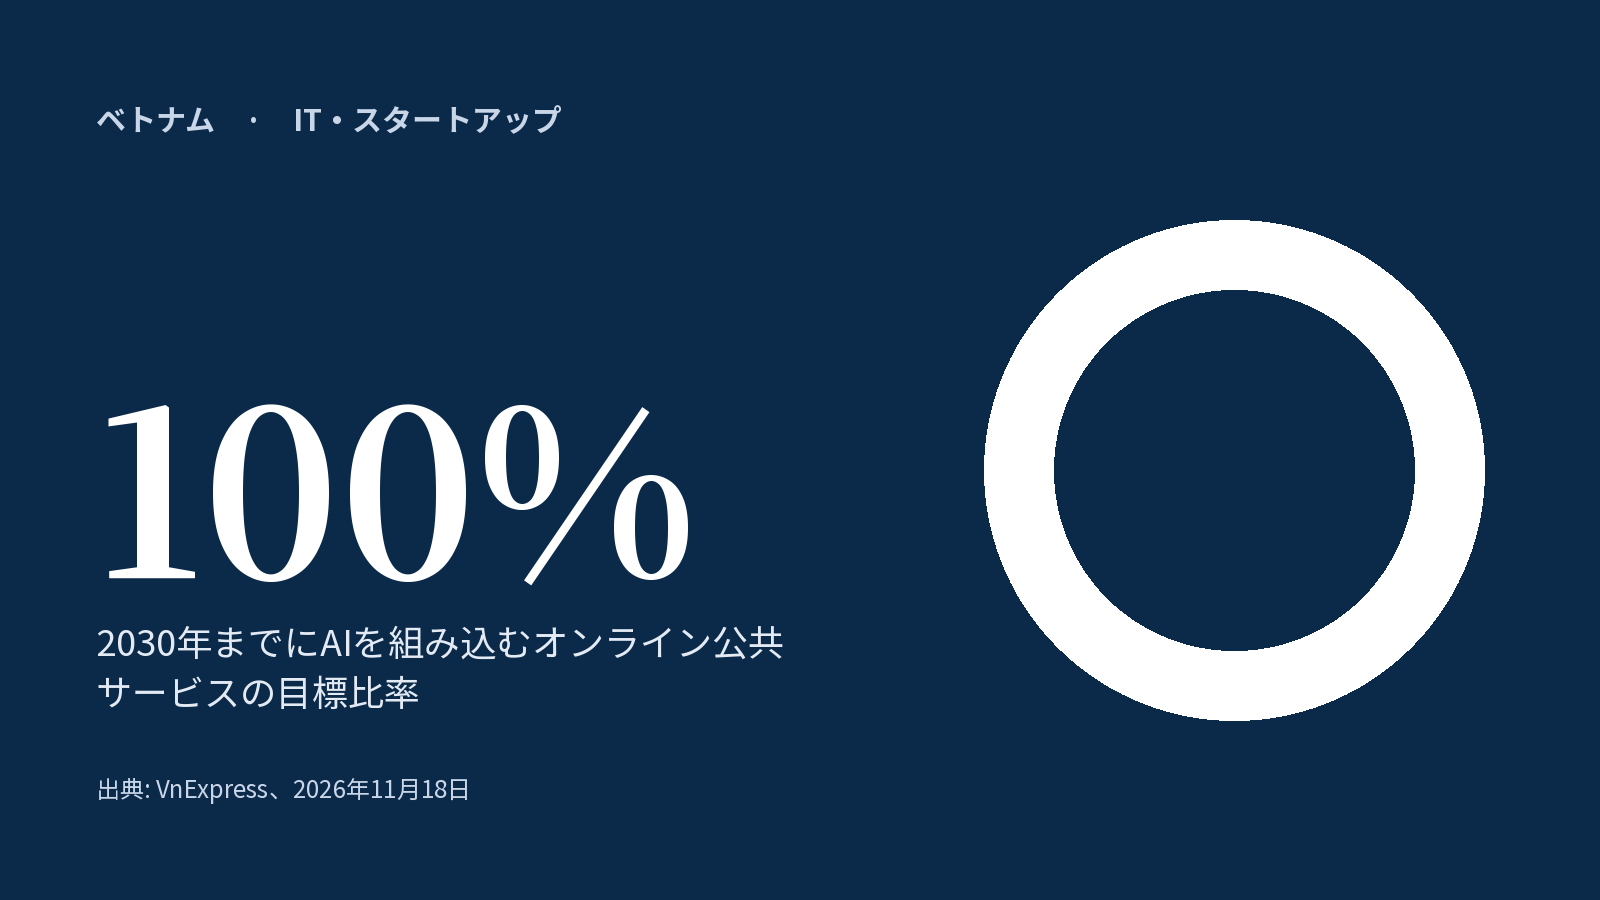 ベトナム · IT・スタートアップ
100%
2030年までにAIを組み込むオンライン公共
サービスの目標比率
出典: VnExpress、2026年11月18日